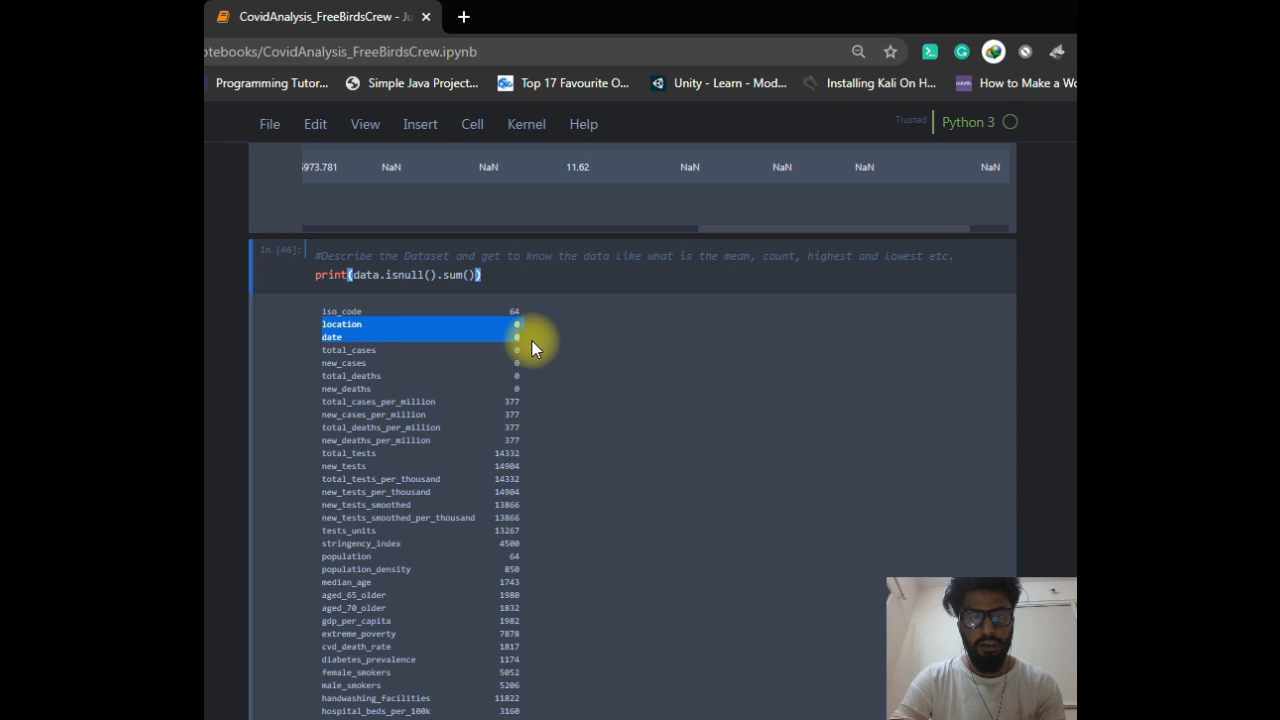 CovidAnalysis_FreeBirdsCrew - Ju
otebooks/CovidAnalysis_FreeBirdsCrew.ipynb
Programming Tutor... Simple Java Project... Top 17 Favourite O... Unity - Learn - Mod... Installing Kali On H... How to Make a Wo
File Edit View Insert Cell Kernel Help Trusted Python 3
5973.781 NaN NaN 11.62 NaN NaN NaN NaN
In [46]: #Describe the Dataset and get to know the data like what is the mean, count, highest and lowest etc.
print(data.isnull().sum())
iso_code 64
location 0
date 0
total_cases 0
new_cases 0
total_deaths 0
new_deaths 0
total_cases_per_million 377
new_cases_per_million 377
total_deaths_per_million 377
new_deaths_per_million 377
total_tests 14332
new_tests 14904
total_tests_per_thousand 14332
new_tests_per_thousand 14904
new_tests_smoothed 13866
new_tests_smoothed_per_thousand 13866
tests_units 13267
stringency_index 4500
population 64
population_density 850
median_age 1743
aged_65_older 1980
aged_70_older 1832
gdp_per_capita 1982
extreme_poverty 7878
cvd_death_rate 1817
diabetes_prevalence 1174
female_smokers 5052
male_smokers 5206
handwashing_facilities 11822
hospital_beds_per_100k 3160